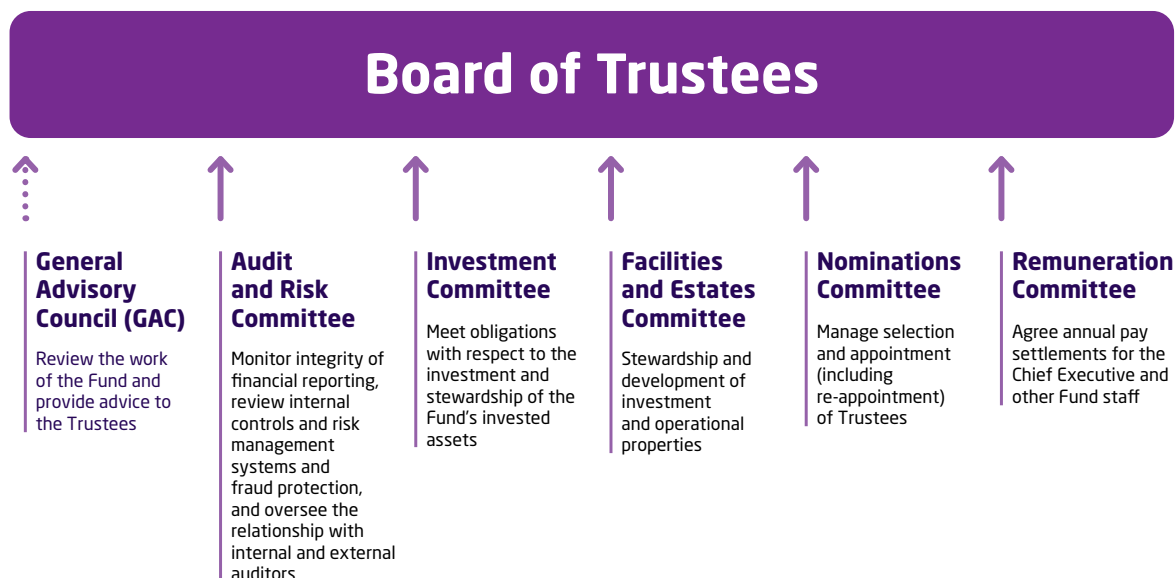 Board of Trustees
General
Advisory
Council (GAC)
Review the work
of the Fund and
provide advice to
the Trustees
Audit
and Risk
Committee
Monitor integrity of
financial reporting,
review internal
controls and risk
management
systems and
fraud protection,
and oversee the
relationship with
internal and external
auditors
Investment
Committee
Meet obligations
with respect to the
investment and
stewardship of the
Fund's invested
assets
Facilities
and Estates
Committee
Stewardship and
development of
investment
and operational
properties
Nominations
Committee
Manage selection
and appointment
(including
re-appointment)
of Trustees
Remuneration
Committee
Agree annual pay
settlements for the
Chief Executive and
other Fund staff